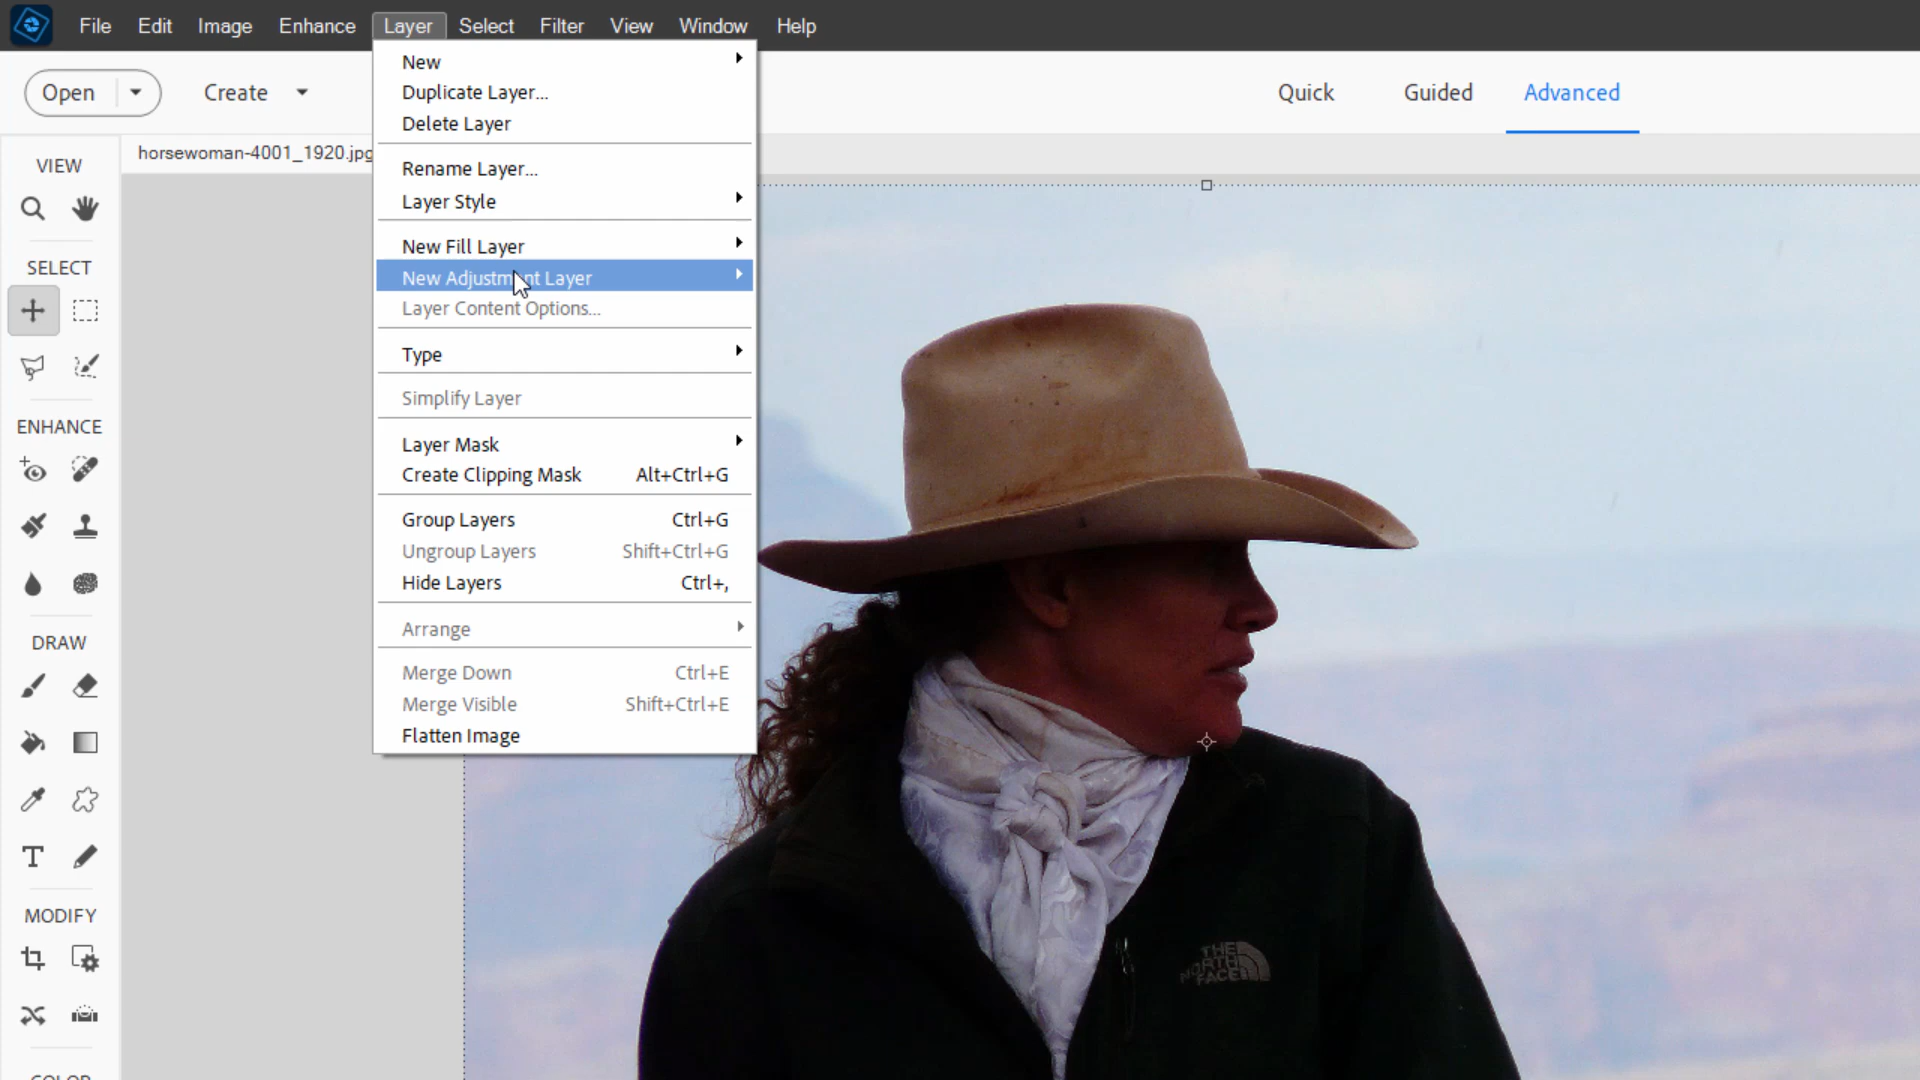 File Edit Image Enhance Layer Select Filter View Window Help
Open Create Quick Guided Advanced
horsewoman-4001_1920.jpg
VIEW
SELECT
ENHANCE
DRAW
MODIFY
New
Duplicate Layer...
Delete Layer
Rename Layer...
Layer Style
New Fill Layer
New Adjustment Layer
Layer Content Options...
Type
Simplify Layer
Layer Mask
Create Clipping Mask Alt+Ctrl+G
Group Layers Ctrl+G
Ungroup Layers Shift+Ctrl+G
Hide Layers Ctrl+,
Arrange
Merge Down Ctrl+E
Merge Visible Shift+Ctrl+E
Flatten Image
THE
NORTH
FACE